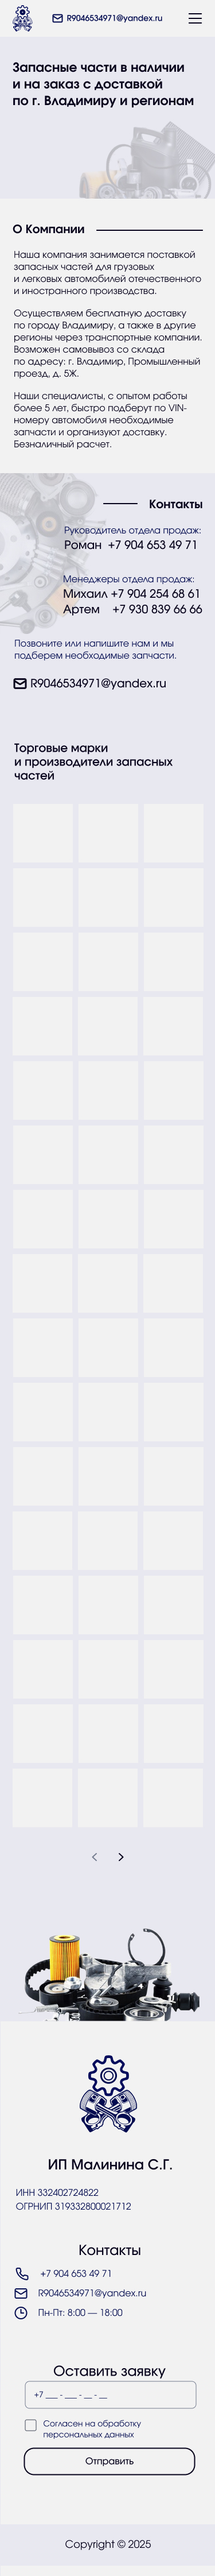 R9046534971@yandex.ru
Запасные части в наличии
и на заказ с доставкой
по г. Владимиру и регионам
О Компании
Наша компания занимается поставкой
запасных частей для грузовых
и легковых автомобилей отечественного
и иностранного производства.
Осуществляем бесплатную доставку
по городу Владимиру, а также в другие
регионы через транспортные компании.
Возможен самовывоз со склада
по адресу: г. Владимир, Промышленный
проезд, д. 5Ж.
Наши специалисты, с опытом работы
более 5 лет, быстро подберут по VIN-
номеру автомобиля необходимые
запчасти и организуют доставку.
Безналичный расчет.
Контакты
Руководитель отдела продаж:
Роман +7 904 653 49 71
Менеджеры отдела продаж:
Михаил +7 904 254 68 61
Артем +7 930 839 66 66
Позвоните или напишите нам и мы
подберем необходимые запчасти.
R9046534971@yandex.ru
Торговые марки
и производители запасных
частей
ИП Малинина С.Г.
ИНН 332402724822
ОГРНИП 319332800021712
Контакты
+7 904 653 49 71
R9046534971@yandex.ru
Пн-Пт: 8:00 — 18:00
Оставить заявку
+7 ___ - ___ - __ - __
Согласен на обработку
персональных данных
Отправить
Copyright © 2025